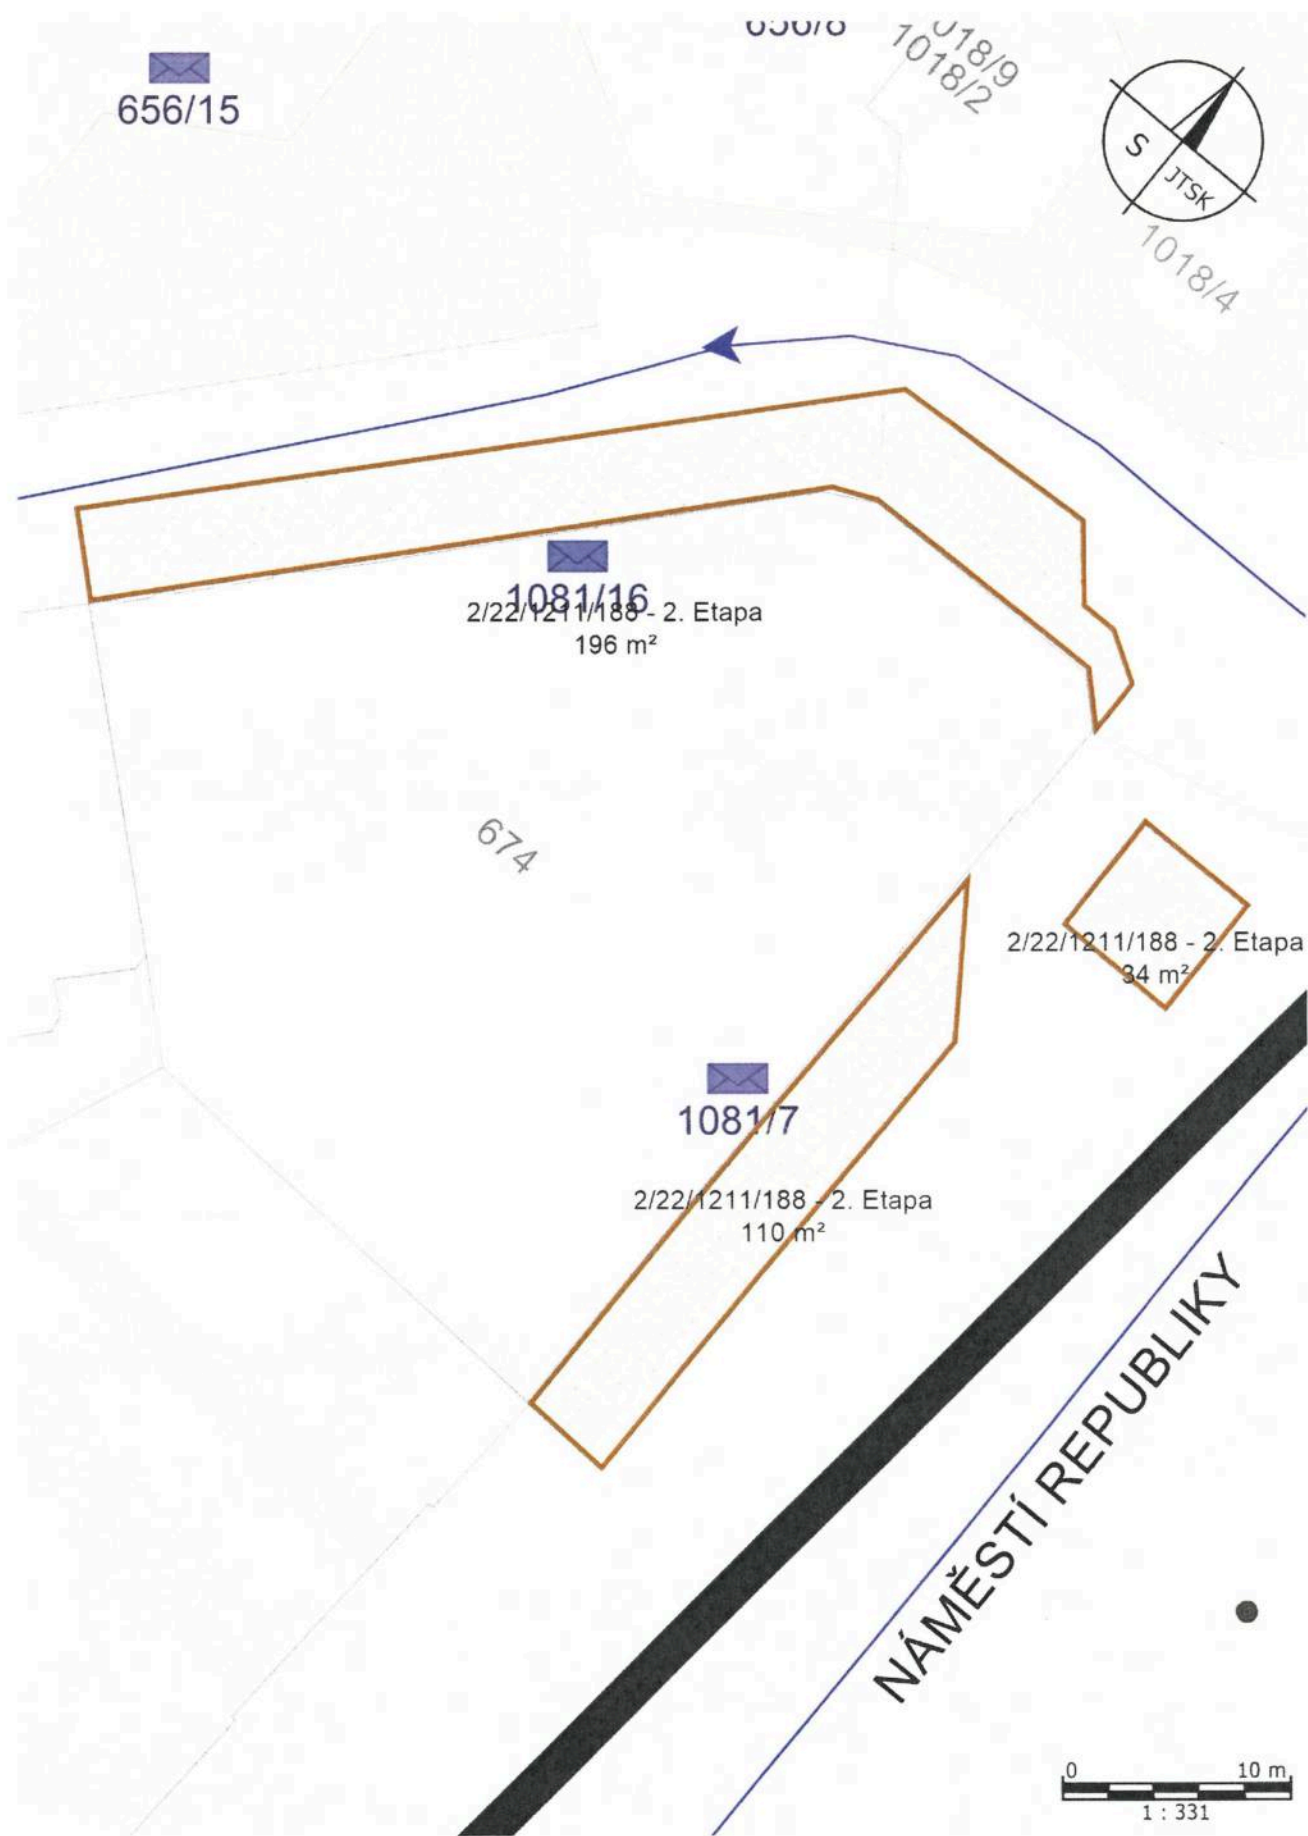 656/15
1018/2
S
JTSK
1018/4
1081/16
2/22/1211/188 - 2. Etapa
196 m²
674
2/22/1211/188 - 2. Etapa
34 m²
1081/7
2/22/1211/188 - 2. Etapa
110 m²
NÁMĚSTÍ REPUBLIKY
0 10 m
1 : 331